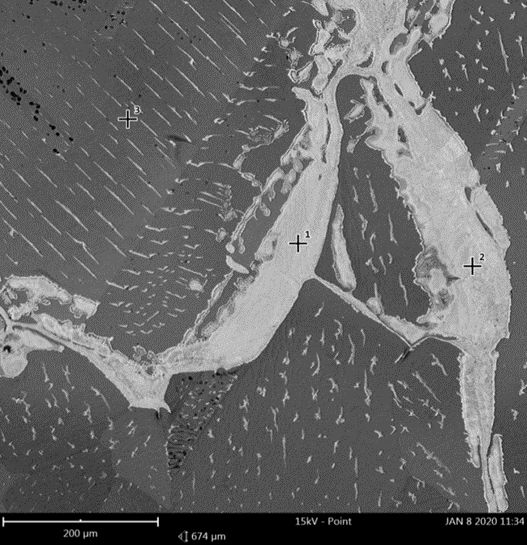 3
1
2
200 µm
674 µm
15kV - Point
JAN 8 2020 11:34